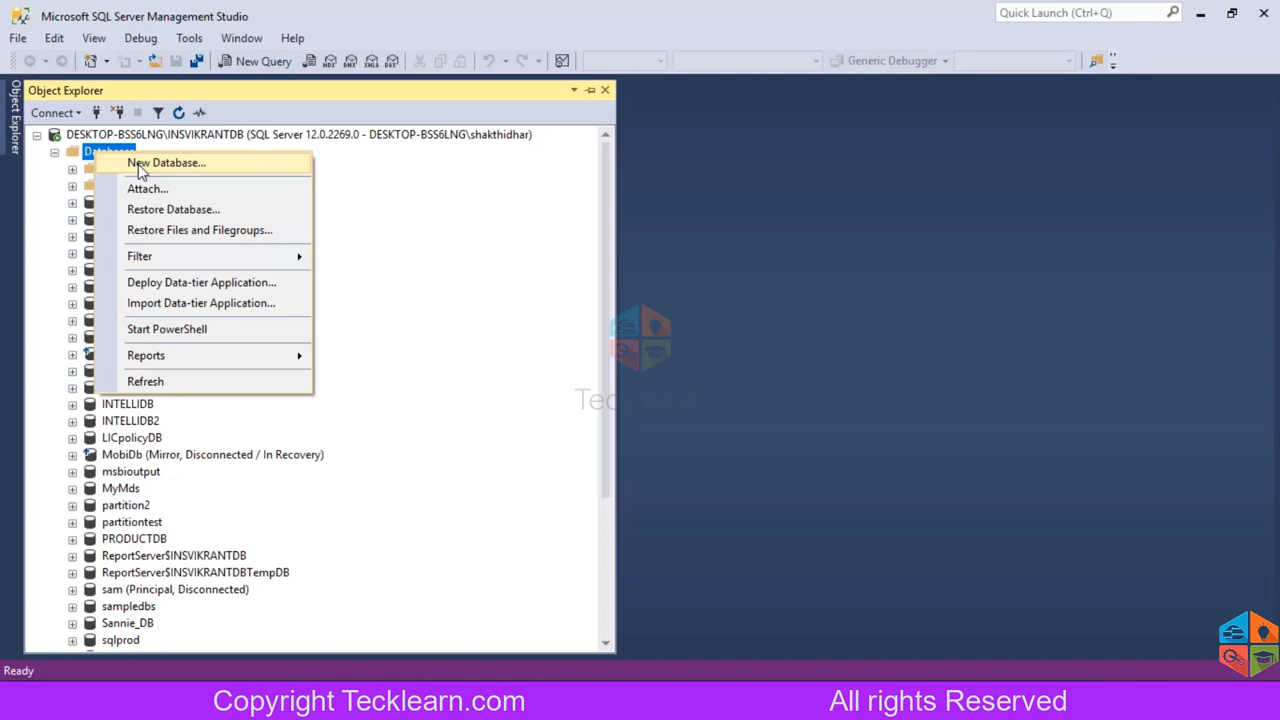 Microsoft SQL Server Management Studio
Quick Launch (Ctrl+Q)
File Edit View Debug Tools Window Help
New Query
Generic Debugger
Object Explorer
Object Explorer
Connect
DESKTOP-BSS6LNG\INSVIKRANTDB (SQL Server 12.0.2269.0 - DESKTOP-BSS6LNG\shakthidhar)
New Database...
Attach...
Restore Database...
Restore Files and Filegroups...
Filter
Deploy Data-tier Application...
Import Data-tier Application...
Start PowerShell
Reports
Refresh
INTELLIDB
INTELLIDB2
LICpolicyDB
MobiDb (Mirror, Disconnected / In Recovery)
msbioutput
MyMds
partition2
partitiontest
PRODUCTDB
ReportServer$INSVIKRANTDB
ReportServer$INSVIKRANTDBTempDB
sam (Principal, Disconnected)
sampledbs
Sannie_DB
sqlprod
Tecklearn
Ready
Copyright Tecklearn.com All rights Reserved